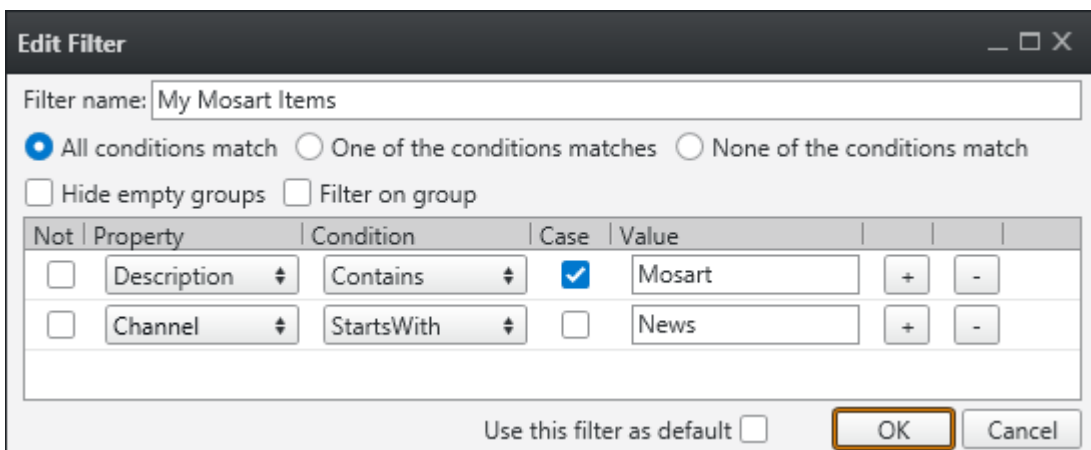 Edit Filter
Filter name: My Mosart Items
All conditions match One of the conditions matches None of the conditions match
Hide empty groups Filter on group
Not Property Condition Case Value
Description Contains Mosart + -
Channel StartsWith News + -
Use this filter as default OK Cancel